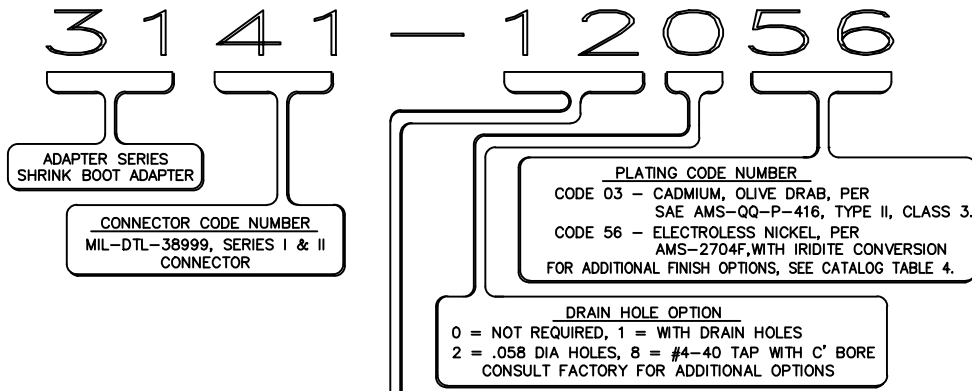 3141-12056
ADAPTER SERIES
SHRINK BOOT ADAPTER
CONNECTOR CODE NUMBER
MIL-DTL-38999, SERIES I & II
CONNECTOR
PLATING CODE NUMBER
CODE 03 - CADMIUM, OLIVE DRAB, PER
SAE AMS-QQ-P-416, TYPE II, CLASS 3.
CODE 56 - ELECTROLESS NICKEL, PER
AMS-2704F,WITH IRIDITE CONVERSION
FOR ADDITIONAL FINISH OPTIONS, SEE CATALOG TABLE 4.
DRAIN HOLE OPTION
0 = NOT REQUIRED, 1 = WITH DRAIN HOLES
2 = .058 DIA HOLES, 8 = #4-40 TAP WITH C' BORE
CONSULT FACTORY FOR ADDITIONAL OPTIONS